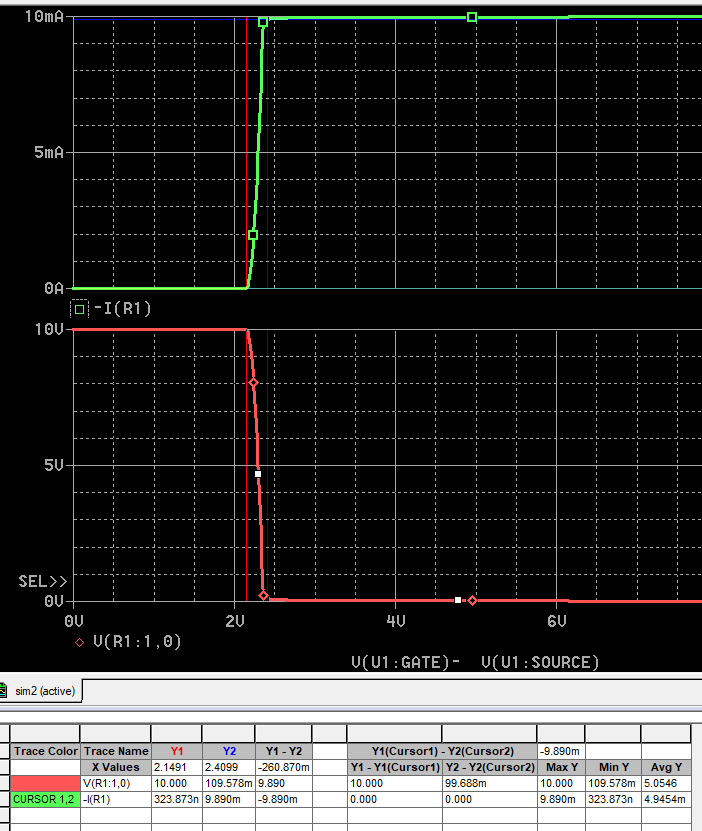 10mA
5mA
0A
-I(R1)
10V
5V
SEL>>
0V
0V 2V 4V 6V
V(R1:1,0)
V(U1:GATE)- V(U1:SOURCE)
sim2 (active)
Trace Color Trace Name Y1 Y2 Y1 - Y2 Y1(Cursor1) - Y2(Cursor2) -9.890m
X Values 2.1491 2.4099 -260.870m Y1 - Y1(Cursor1) Y2 - Y2(Cursor2) Max Y Min Y Avg Y
V(R1:1,0) 10.000 109.578m 9.890 10.000 99.688m 10.000 109.578m 5.0546
CURSOR 1,2 -I(R1) 323.873n 9.890m -9.890m 0.000 0.000 9.890m 323.873n 4.9454m